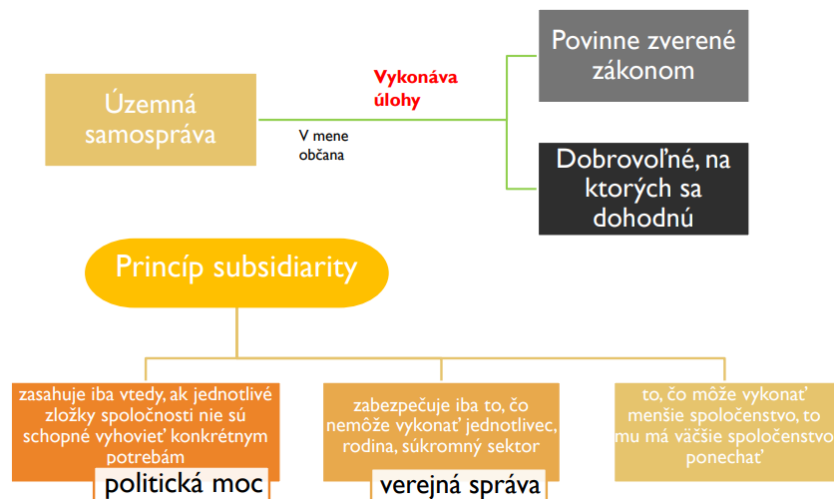 Územná
samospráva
Vykonáva
úlohy
V mene
občana
Povinne zverené
zákonom
Dobrovoľné, na
ktorých sa
dohodnú
Princíp subsidiarity
zasahuje iba vtedy, ak jednotlivé
zložky spoločnosti nie sú
schopné vyhovieť konkrétnym
potrebám
politická moc
zabezpečuje iba to, čo
nemôže vykonať jednotlivec,
rodina, súkromný sektor
verejná správa
to, čo môže vykonať
menšie spoločenstvo, to
mu má väčšie spoločenstvo
ponechať